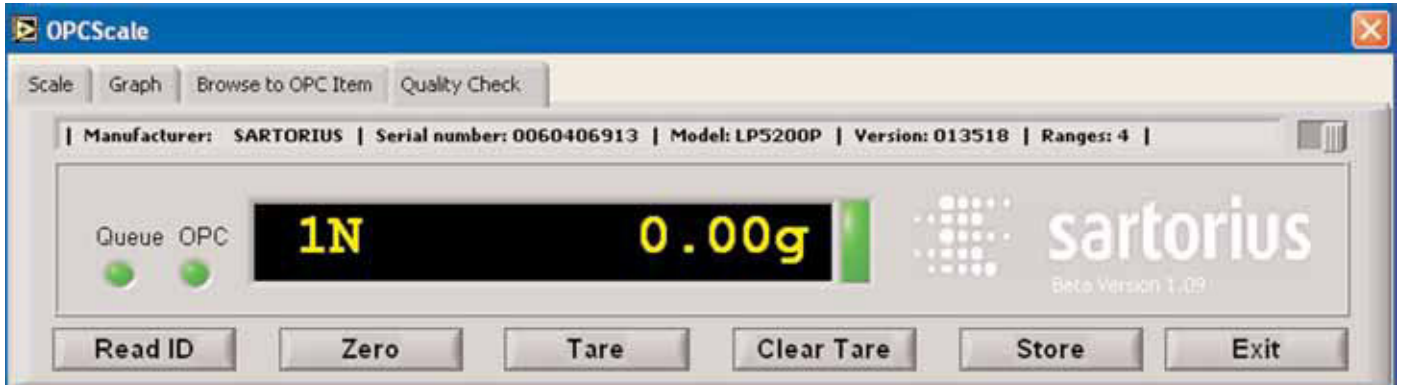 OPCScale
Scale Graph Browse to OPC Item Quality Check
| Manufacturer: SARTORIUS | Serial number: 0060406913 | Model: LP5200P | Version: 013518 | Ranges: 4 |
Queue OPC 1N 0.00g sartorius
Beta Version 1.09
Read ID Zero Tare Clear Tare Store Exit